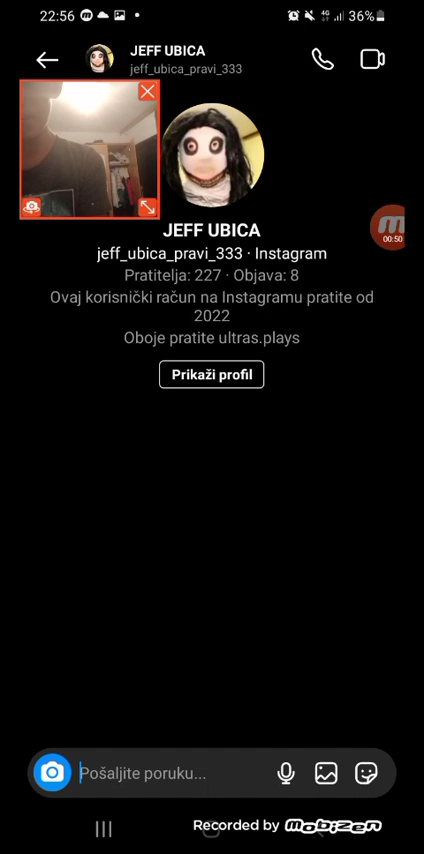 22:56
4G
36%
JEFF UBICA
jeff_ubica_pravi_333
00:50
JEFF UBICA
jeff_ubica_pravi_333 · Instagram
Pratitelja: 227 · Objava: 8
Ovaj korisnički račun na Instagramu pratite od
2022
Oboje pratite ultras.plays
Prikaži profil
Pošaljite poruku...
Recorded by mobizen